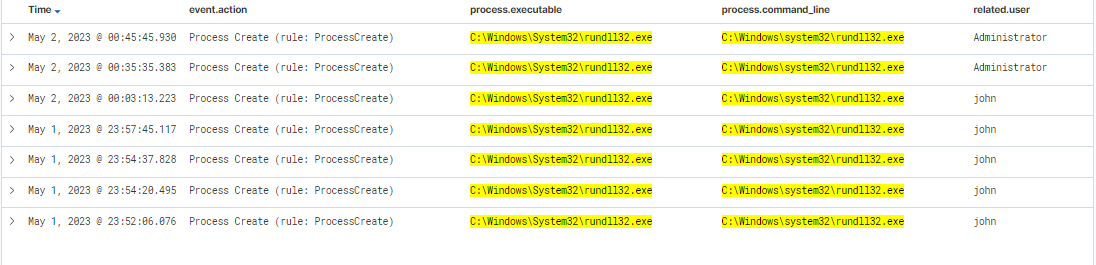 Time event.action process.executable process.command_line related.user
May 2, 2023 @ 00:45:45.930 Process Create (rule: ProcessCreate) C:\Windows\System32\rundll32.exe C:\Windows\system32\rundll32.exe Administrator
May 2, 2023 @ 00:35:35.383 Process Create (rule: ProcessCreate) C:\Windows\System32\rundll32.exe C:\Windows\system32\rundll32.exe Administrator
May 2, 2023 @ 00:03:13.223 Process Create (rule: ProcessCreate) C:\Windows\System32\rundll32.exe C:\Windows\system32\rundll32.exe john
May 1, 2023 @ 23:57:45.117 Process Create (rule: ProcessCreate) C:\Windows\System32\rundll32.exe C:\Windows\system32\rundll32.exe john
May 1, 2023 @ 23:54:37.828 Process Create (rule: ProcessCreate) C:\Windows\System32\rundll32.exe C:\Windows\System32\rundll32.exe john
May 1, 2023 @ 23:54:20.495 Process Create (rule: ProcessCreate) C:\Windows\System32\rundll32.exe C:\Windows\System32\rundll32.exe john
May 1, 2023 @ 23:52:06.076 Process Create (rule: ProcessCreate) C:\Windows\System32\rundll32.exe C:\Windows\System32\rundll32.exe john